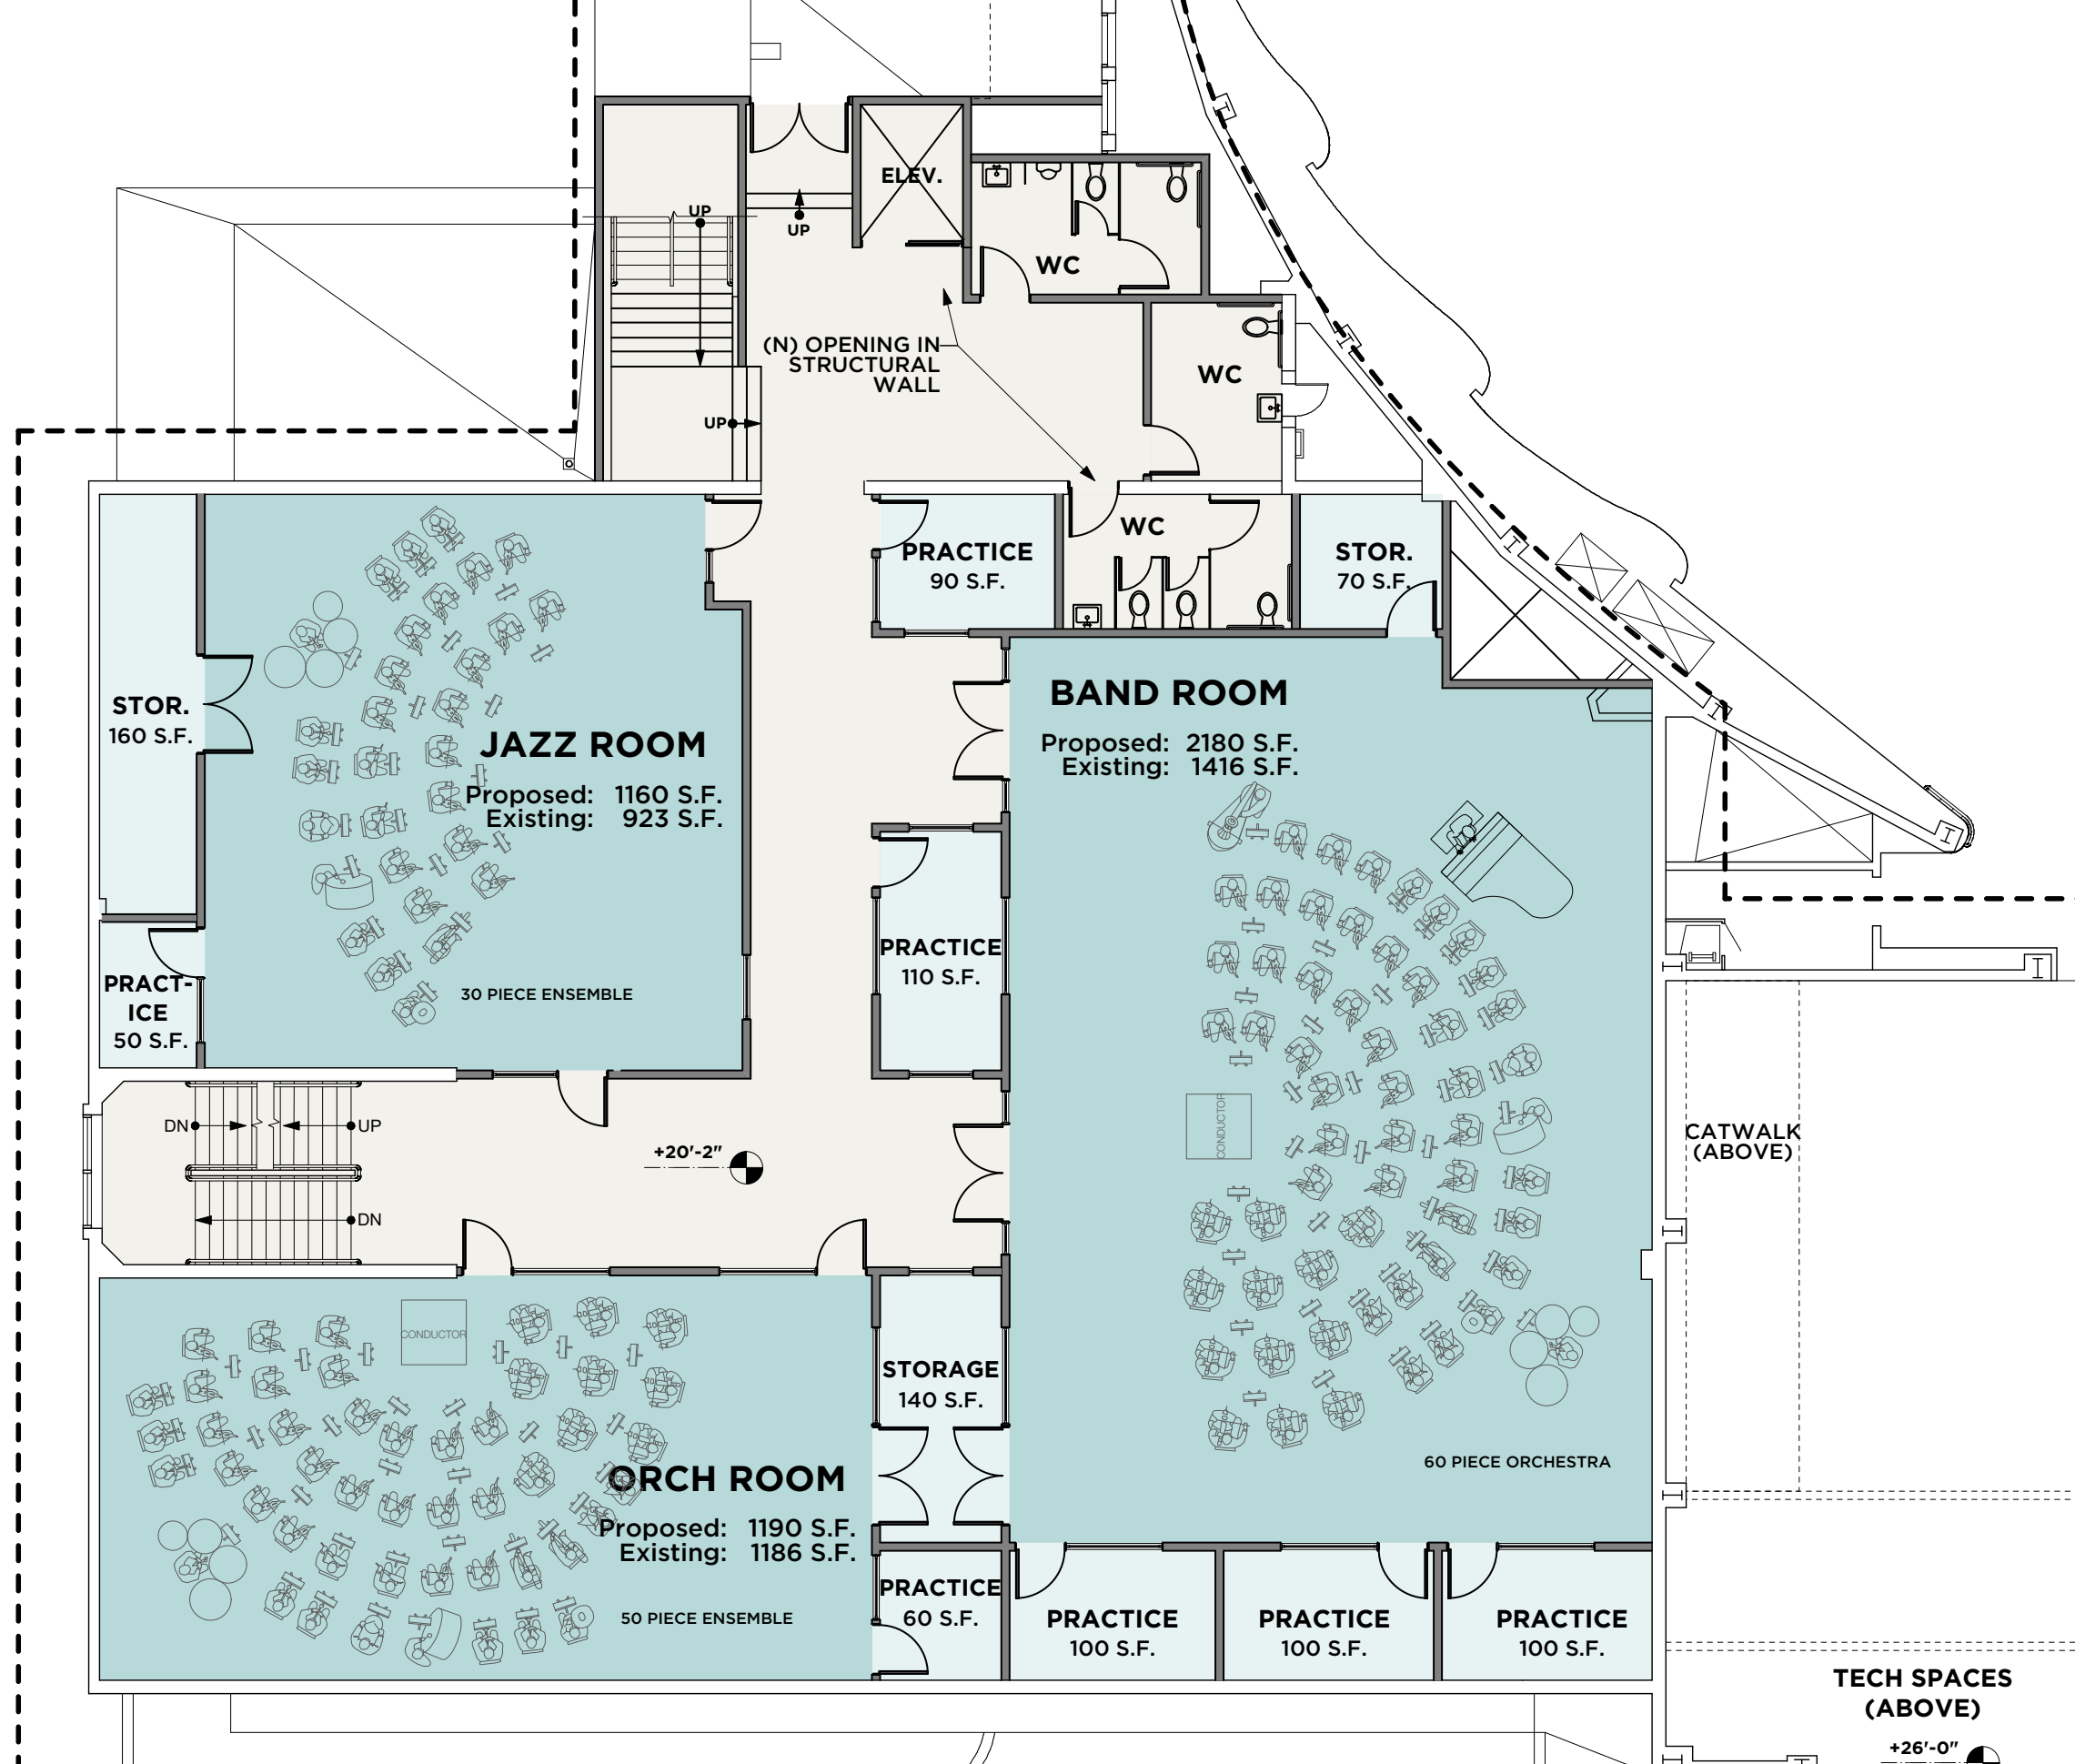 ELEV.
UP
UP
WC
(N) OPENING IN
STRUCTURAL
WALL
WC
UP
WC
PRACTICE
90 S.F.
STOR.
70 S.F.
STOR.
160 S.F.
JAZZ ROOM
Proposed: 1160 S.F.
Existing: 923 S.F.
30 PIECE ENSEMBLE
BAND ROOM
Proposed: 2180 S.F.
Existing: 1416 S.F.
PRACTICE
110 S.F.
PRACT-
ICE
50 S.F.
DN
UP
DN
+20'-2"
CONDUCTOR
CATWALK
(ABOVE)
CONDUCTOR
STORAGE
140 S.F.
60 PIECE ORCHESTRA
ORCH ROOM
Proposed: 1190 S.F.
Existing: 1186 S.F.
50 PIECE ENSEMBLE
PRACTICE
60 S.F.
PRACTICE
100 S.F.
PRACTICE
100 S.F.
PRACTICE
100 S.F.
TECH SPACES
(ABOVE)
+26'-0"